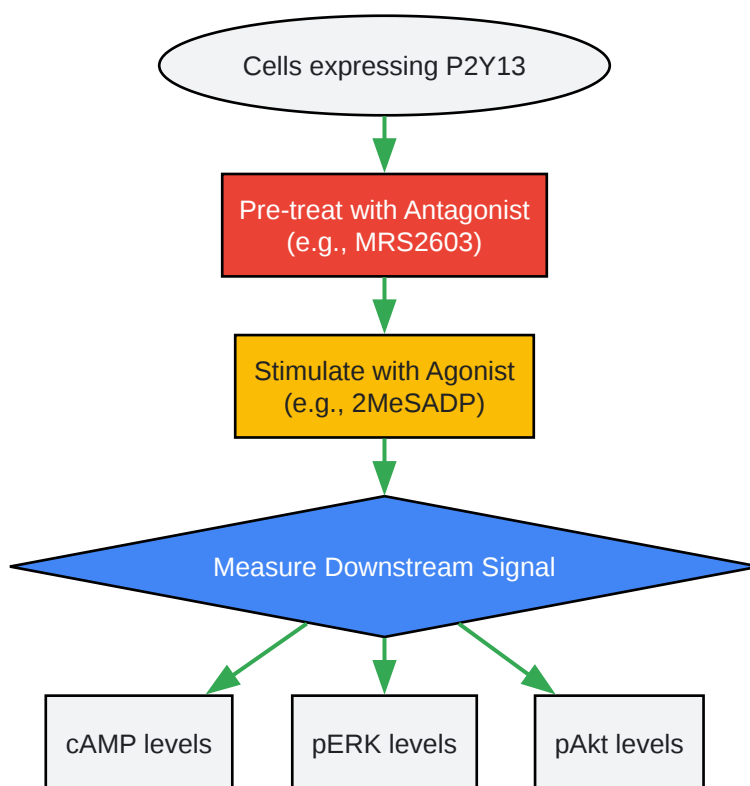 Cells expressing P2Y13
Pre-treat with Antagonist
(e.g., MRS2603)
Stimulate with Agonist
(e.g., 2MeSADP)
Measure Downstream Signal
cAMP levels
pERK levels
pAkt levels